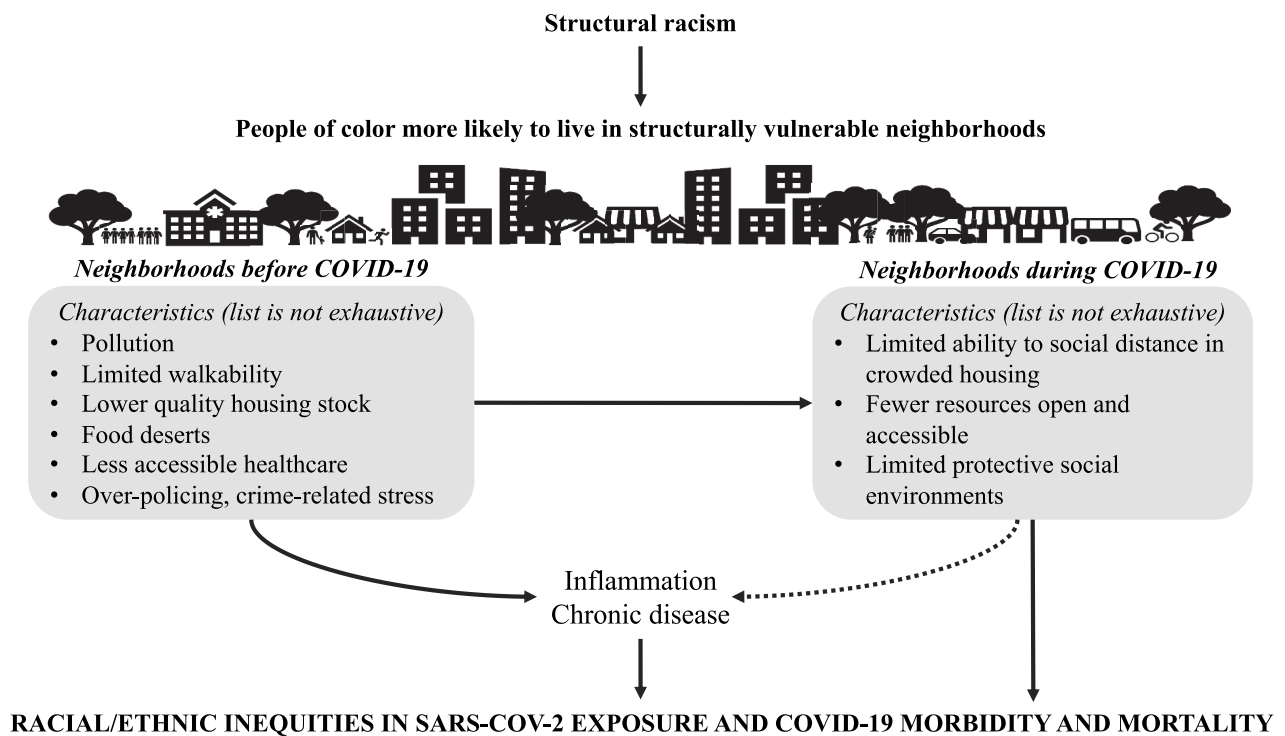 Structural racism
People of color more likely to live in structurally vulnerable neighborhoods
Neighborhoods before COVID-19
Characteristics (list is not exhaustive)
• Pollution
• Limited walkability
• Lower quality housing stock
• Food deserts
• Less accessible healthcare
• Over-policing, crime-related stress
Neighborhoods during COVID-19
Characteristics (list is not exhaustive)
• Limited ability to social distance in
crowded housing
• Fewer resources open and
accessible
• Limited protective social
environments
Inflammation
Chronic disease
RACIAL/ETHNIC INEQUITIES IN SARS-COV-2 EXPOSURE AND COVID-19 MORBIDITY AND MORTALITY